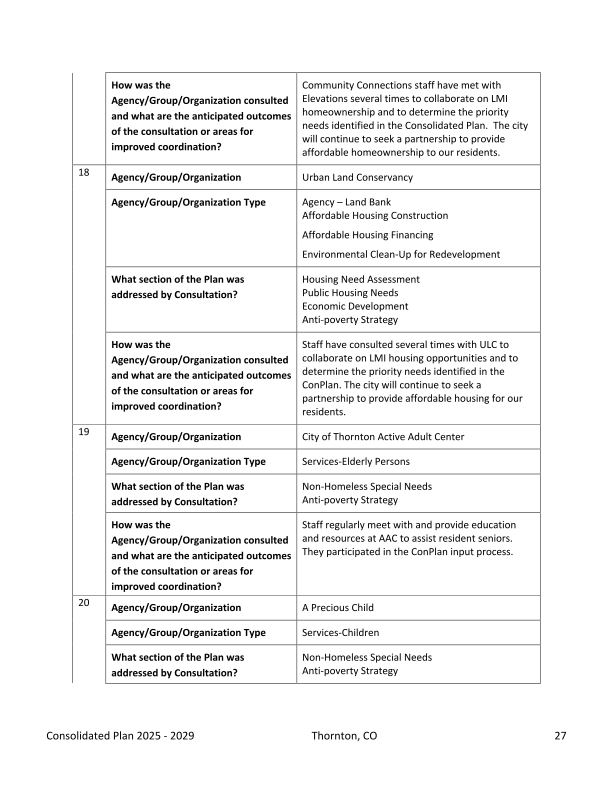 How was the
Agency/Group/Organization consulted
and what are the anticipated outcomes
of the consultation or areas for
improved coordination?
Community Connections staff have met with
Elevations several times to collaborate on LMI
homeownership and to determine the priority
needs identified in the Consolidated Plan.  The city
will continue to seek a partnership to provide
affordable homeownership to our residents.
18
Agency/Group/Organization
Urban Land Conservancy
Agency/Group/Organization Type
Agency – Land Bank
Affordable Housing Construction
Affordable Housing Financing
Environmental Clean-Up for Redevelopment
What section of the Plan was
addressed by Consultation?
Housing Need Assessment
Public Housing Needs
Economic Development
Anti-poverty Strategy
How was the
Agency/Group/Organization consulted
and what are the anticipated outcomes
of the consultation or areas for
improved coordination?
Staff have consulted several times with ULC to
collaborate on LMI housing opportunities and to
determine the priority needs identified in the
ConPlan. The city will continue to seek a
partnership to provide affordable housing for our
residents.
19
Agency/Group/Organization
City of Thornton Active Adult Center
Agency/Group/Organization Type
Services-Elderly Persons
What section of the Plan was
addressed by Consultation?
Non-Homeless Special Needs
Anti-poverty Strategy
How was the
Agency/Group/Organization consulted
and what are the anticipated outcomes
of the consultation or areas for
improved coordination?
Staff regularly meet with and provide education
and resources at AAC to assist resident seniors.
They participated in the ConPlan input process.
20
Agency/Group/Organization
A Precious Child
Agency/Group/Organization Type
Services-Children
What section of the Plan was
addressed by Consultation?
Non-Homeless Special Needs
Anti-poverty Strategy
Consolidated Plan 2025 - 2029
Thornton, CO
27